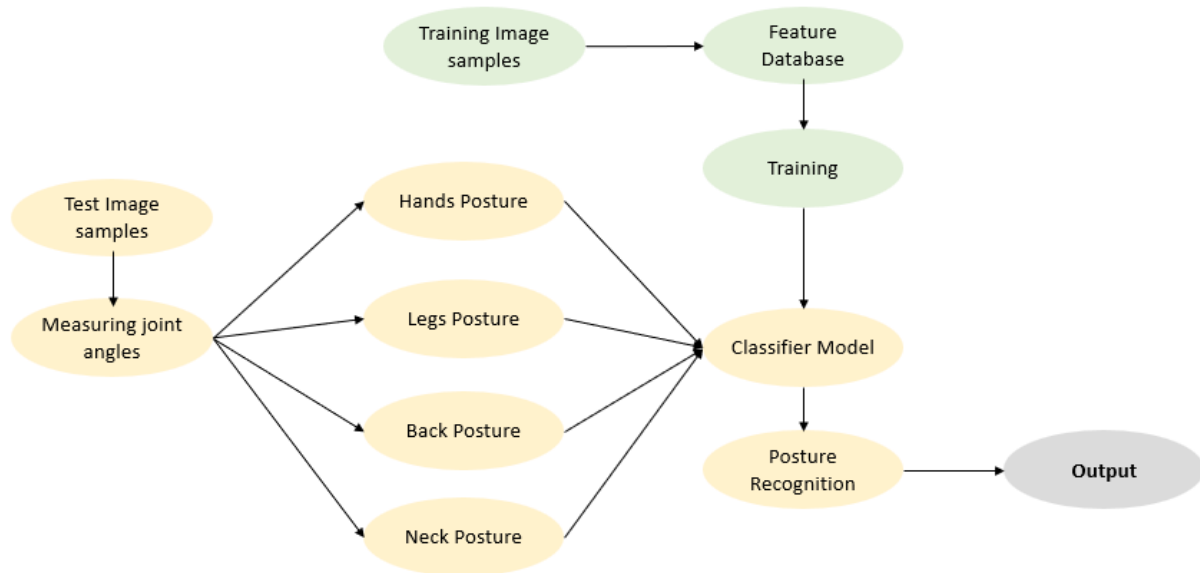 Training Image
samples
Feature
Database
Training
Test Image
samples
Hands Posture
Measuring joint
angles
Legs Posture
Classifier Model
Back Posture
Posture
Recognition
Output
Neck Posture